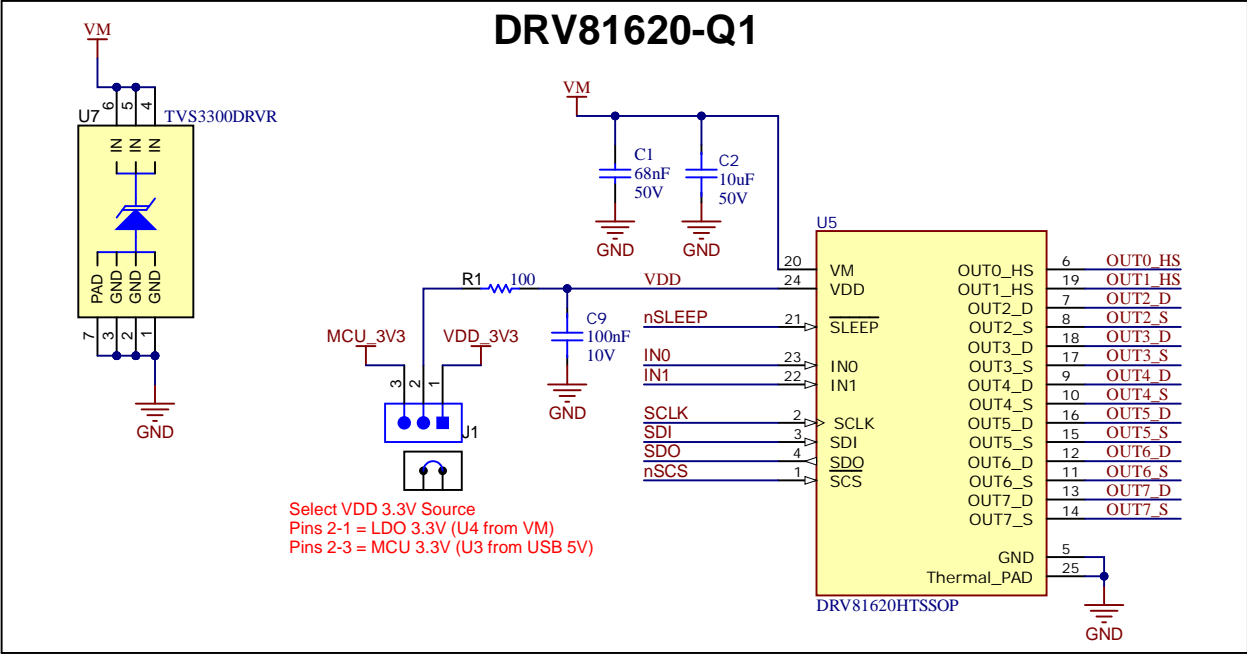 DRV81620-Q1
VM
6
5
4
U7
TVS3300DRVR
IN
IN
IN
PAD
GND
GND
GND
7
3
2
1
GND
VM
C1
68nF
50V
GND
C2
10uF
50V
GND
R1
100
VDD
C9
100nF
10V
GND
MCU_3V3
VDD_3V3
3
2
1
J1
Select VDD 3.3V Source
Pins 2-1 = LDO 3.3V (U4 from VM)
Pins 2-3 = MCU 3.3V (U3 from USB 5V)
U5
20 VM
24 VDD
nSLEEP 21 SLEEP
IN0 23 IN0
IN1 22 IN1
SCLK 2 SCLK
SDI 3 SDI
SDO 4 SDO
nSCS 1 SCS
OUT0_HS 6 OUT0_HS
OUT1_HS 19 OUT1_HS
OUT2_D 7 OUT2_D
OUT2_S 8 OUT2_S
OUT3_D 18 OUT3_D
OUT3_S 17 OUT3_S
OUT4_D 9 OUT4_D
OUT4_S 10 OUT4_S
OUT5_D 16 OUT5_D
OUT5_S 15 OUT5_S
OUT6_D 12 OUT6_D
OUT6_S 11 OUT6_S
OUT7_D 13 OUT7_D
OUT7_S 14 OUT7_S
GND 5
Thermal_PAD 25
DRV81620HTSSOP
GND